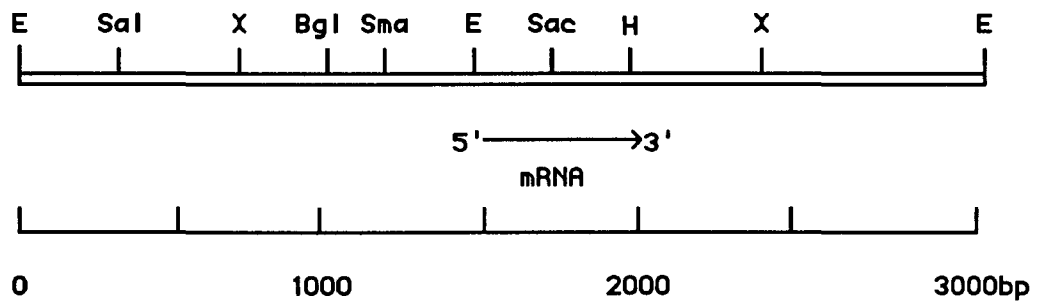 E Sal X Bgl Sma E Sac H X E
5' 3'
mRNA
0 1000 2000 3000bp